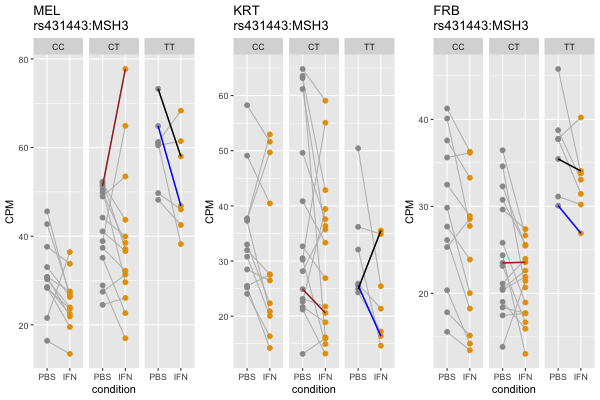 MEL
rs431443:MSH3
CC CT TT
80
60
40
20
CPM
PBS IFN PBS IFN PBS IFN
condition
KRT
rs431443:MSH3
CC CT TT
60
50
40
30
20
CPM
PBS IFN PBS IFN PBS IFN
condition
FRB
rs431443:MSH3
CC CT TT
40
30
20
CPM
PBS IFN PBS IFN PBS IFN
condition